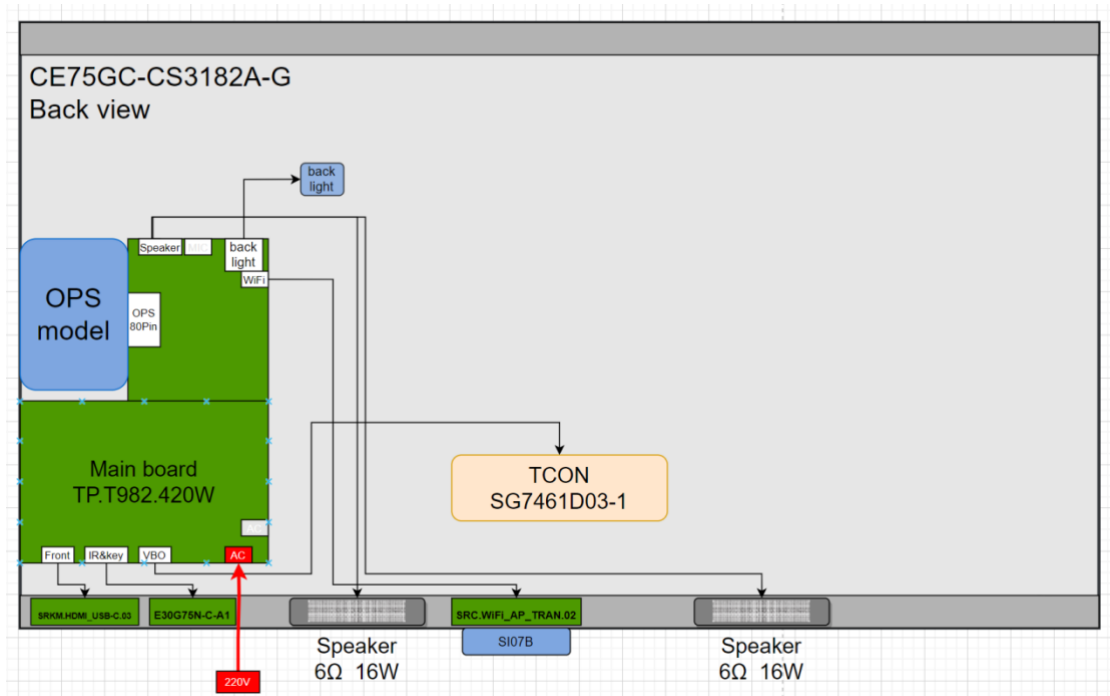 CE75GC-CS3182A-G
Back view
back
light
Speaker
MIC
back
light
WiFi
OPS
model
OPS
80Pin
Main board
TP.T982.420W
TCON
SG7461D03-1
AC
Front
IR&key
VBO
AC
SRKM.HDMI_USB-C.03
E30G75N-C-A1
SRC.WiFi_AP_TRAN.02
SI07B
Speaker
6Ω 16W
Speaker
6Ω 16W
220V